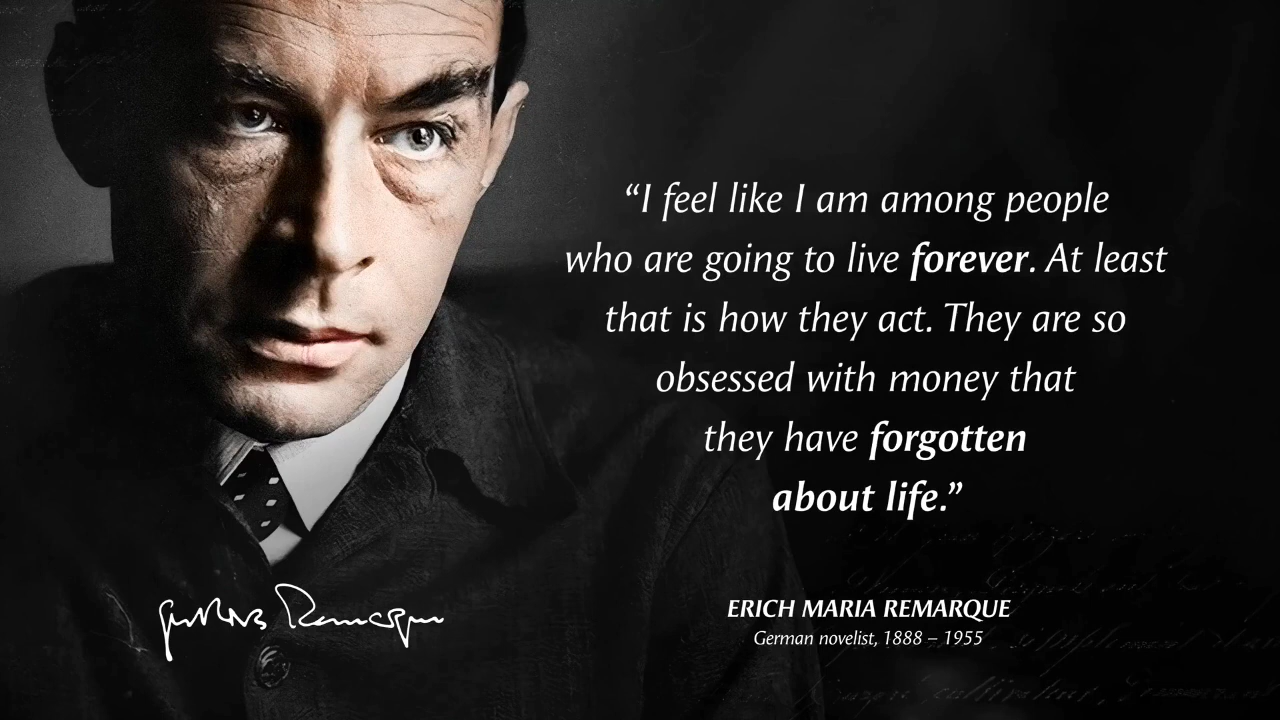 “I feel like I am among people
who are going to live forever. At least
that is how they act. They are so
obsessed with money that
they have forgotten
about life.”
Remarque
ERICH MARIA REMARQUE
German novelist, 1888 – 1955